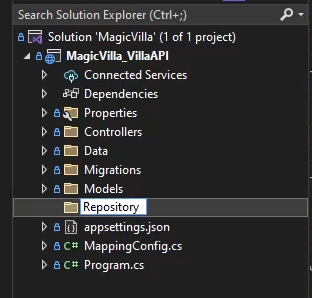 Search Solution Explorer (Ctrl+;)
Solution 'MagicVilla' (1 of 1 project)
MagicVilla_VillaAPI
Connected Services
Dependencies
Properties
Controllers
Data
Migrations
Models
Repository
appsettings.json
C# MappingConfig.cs
C# Program.cs